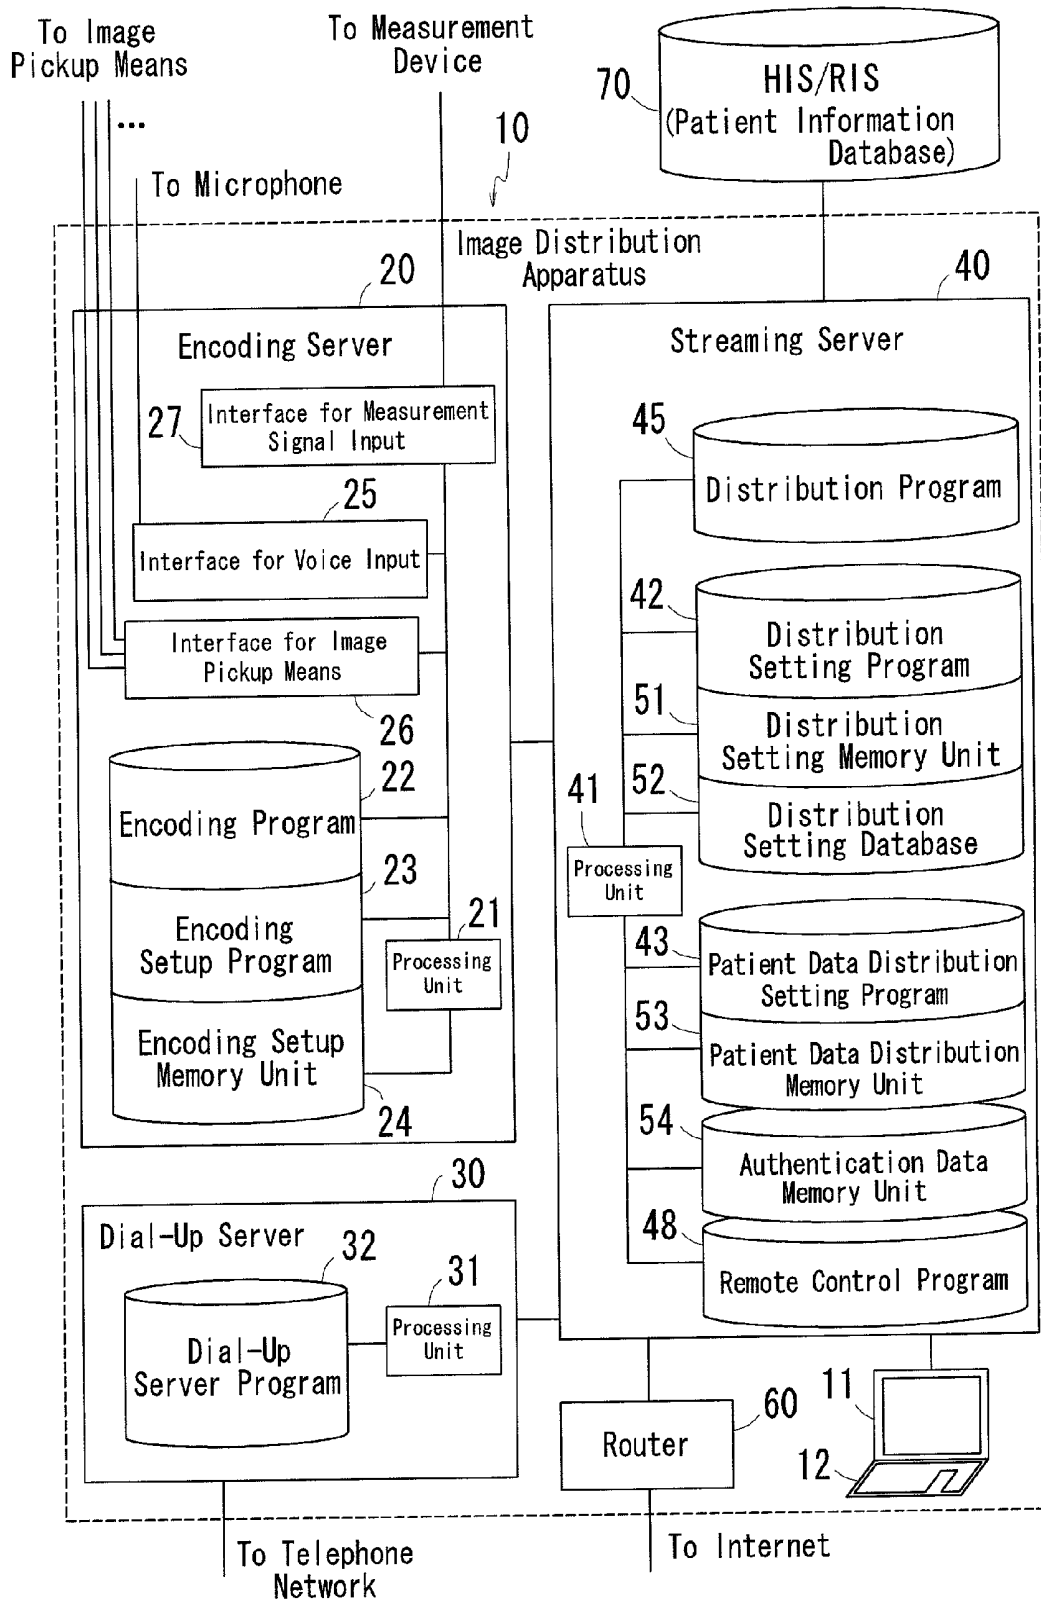 To Image
Pickup Means
...
To Measurement
Device
To Microphone
10
70
HIS/RIS
(Patient Information
Database)
Image Distribution
Apparatus
20
Encoding Server
27
Interface for Measurement
Signal Input
25
Interface for Voice Input
Interface for Image
Pickup Means
26
22
Encoding Program
23
Encoding
Setup Program
21
Processing
Unit
Encoding Setup
Memory Unit
24
40
Streaming Server
45
Distribution Program
42
Distribution
Setting Program
51
Distribution
Setting Memory Unit
52
Distribution
Setting Database
41
Processing
Unit
43
Patient Data Distribution
Setting Program
53
Patient Data Distribution
Memory Unit
54
Authentication Data
Memory Unit
48
Remote Control Program
30
Dial-Up Server
32
Dial-Up
Server Program
31
Processing
Unit
60
Router
11
12
To Telephone
Network
To Internet